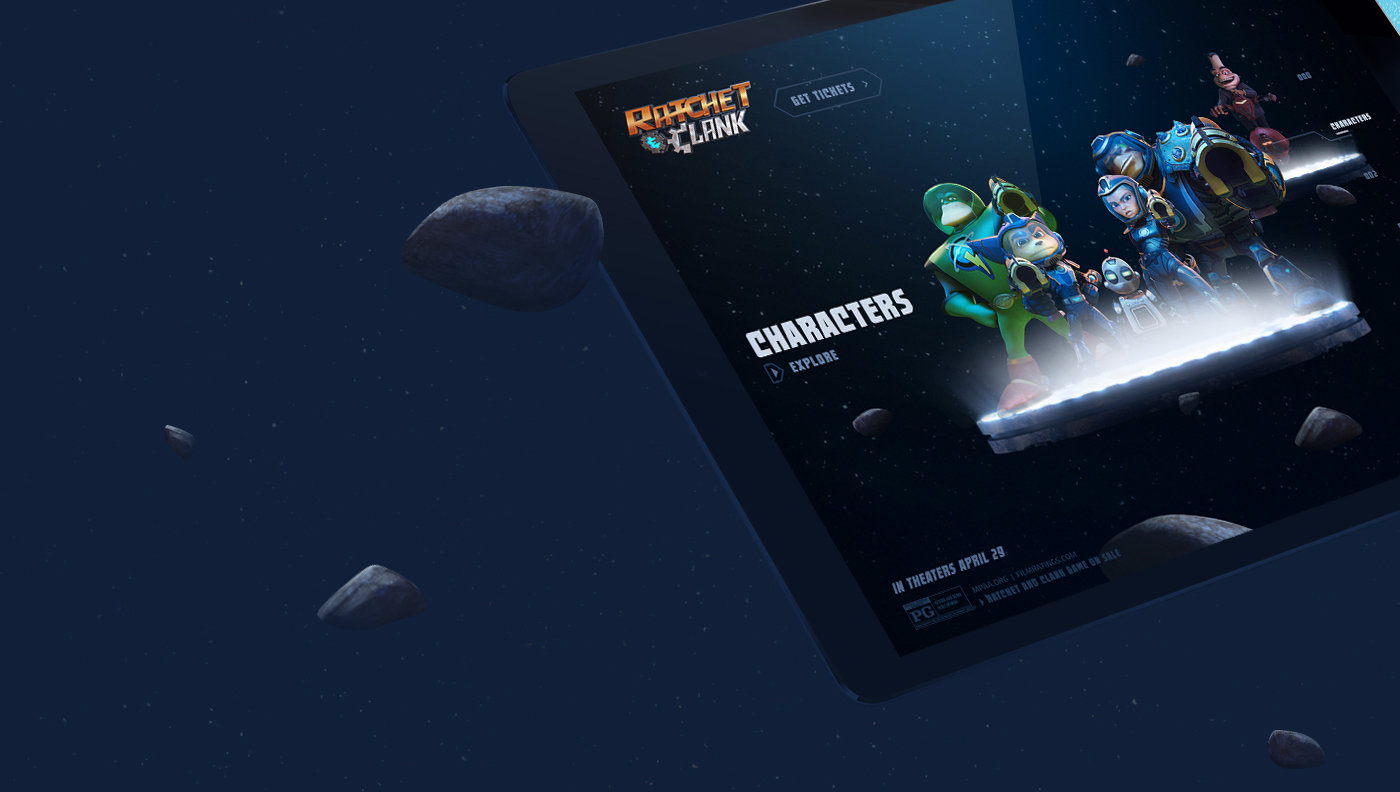 RATCHET
CLANK
GET TICKETS
000
CHARACTERS
002
CHARACTERS
EXPLORE
IN THEATERS APRIL 29
MPAA.ORG | FILMRATINGS.COM
RATCHET AND CLANK GAME ON SALE
PG